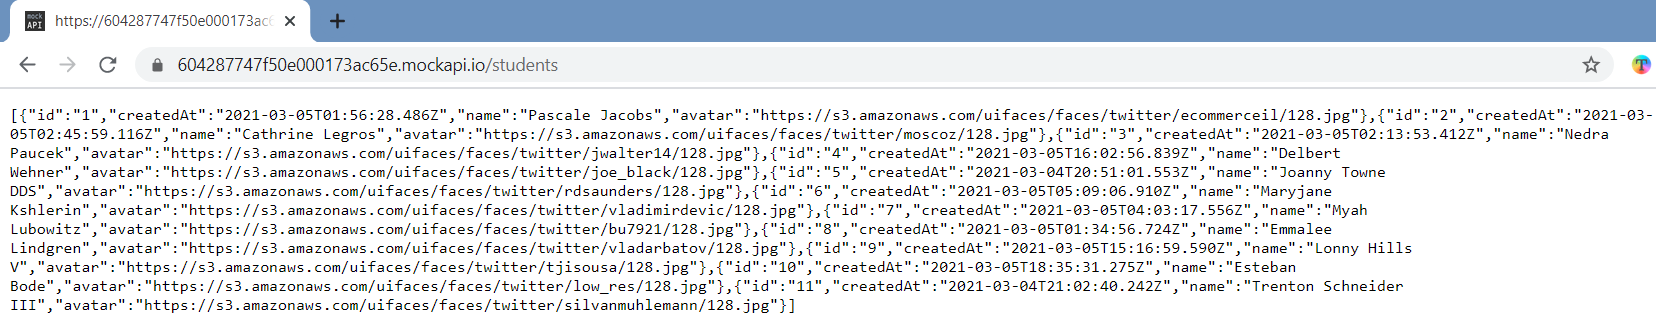 mock
API
https://604287747f50e000173ac6
604287747f50e000173ac65e.mockapi.io/students
T
[{"id":"1","createdAt":"2021-03-05T01:56:28.486Z","name":"Pascale Jacobs","avatar":"https://s3.amazonaws.com/uifaces/faces/twitter/ecommerceil/128.jpg"},{"id":"2","createdAt":"2021-03-
05T02:45:59.116Z","name":"Cathrine Legros","avatar":"https://s3.amazonaws.com/uifaces/faces/twitter/moscoz/128.jpg"},{"id":"3","createdAt":"2021-03-05T02:13:53.412Z","name":"Nedra
Paucek","avatar":"https://s3.amazonaws.com/uifaces/faces/twitter/jwalter14/128.jpg"},{"id":"4","createdAt":"2021-03-05T16:02:56.839Z","name":"Delbert
Wehner","avatar":"https://s3.amazonaws.com/uifaces/faces/twitter/joe_black/128.jpg"},{"id":"5","createdAt":"2021-03-04T20:51:01.553Z","name":"Joanny Towne
DDS","avatar":"https://s3.amazonaws.com/uifaces/faces/twitter/rdsaunders/128.jpg"},{"id":"6","createdAt":"2021-03-05T05:09:06.910Z","name":"Maryjane
Kshlerin","avatar":"https://s3.amazonaws.com/uifaces/faces/twitter/vladimirdevic/128.jpg"},{"id":"7","createdAt":"2021-03-05T04:03:17.556Z","name":"Myah
Lubowitz","avatar":"https://s3.amazonaws.com/uifaces/faces/twitter/bu7921/128.jpg"},{"id":"8","createdAt":"2021-03-05T01:34:56.724Z","name":"Emmalee
Lindgren","avatar":"https://s3.amazonaws.com/uifaces/faces/twitter/vladarbatov/128.jpg"},{"id":"9","createdAt":"2021-03-05T15:16:59.590Z","name":"Lonny Hills
V","avatar":"https://s3.amazonaws.com/uifaces/faces/twitter/tjisousa/128.jpg"},{"id":"10","createdAt":"2021-03-05T18:35:31.275Z","name":"Esteban
Bode","avatar":"https://s3.amazonaws.com/uifaces/faces/twitter/low_res/128.jpg"},{"id":"11","createdAt":"2021-03-04T21:02:40.242Z","name":"Trenton Schneider
III","avatar":"https://s3.amazonaws.com/uifaces/faces/twitter/silvanmuhlemann/128.jpg"}]